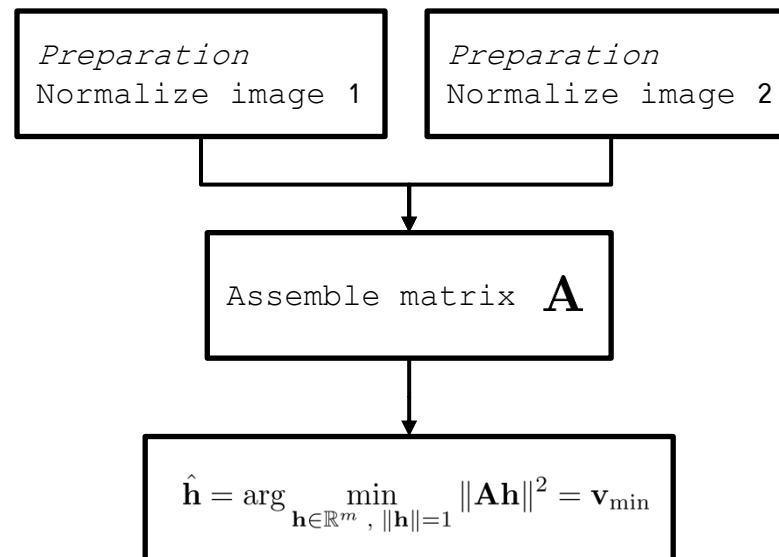 Preparation
Normalize image 1
Preparation
Normalize image 2
Assemble matrix A
ĥ = arg min_{h∈ℝ^m , ‖h‖=1} ‖Ah‖² = v_min